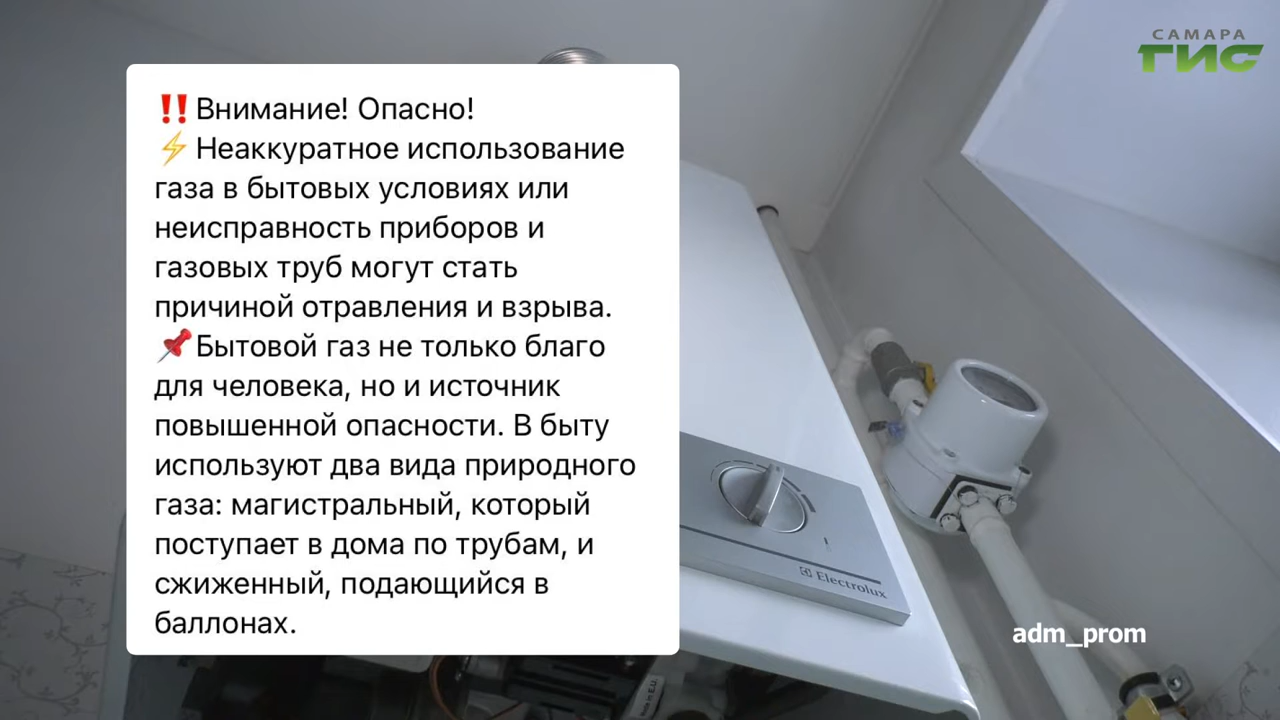 САМАРА
ГИС
‼️Внимание! Опасно!
⚡Неаккуратное использование
газа в бытовых условиях или
неисправность приборов и
газовых труб могут стать
причиной отравления и взрыва.
📌Бытовой газ не только благо
для человека, но и источник
повышенной опасности. В быту
используют два вида природного
газа: магистральный, который
поступает в дома по трубам, и
сжиженный, подающийся в
баллонах.
Electrolux
adm_prom
Made in E.U.